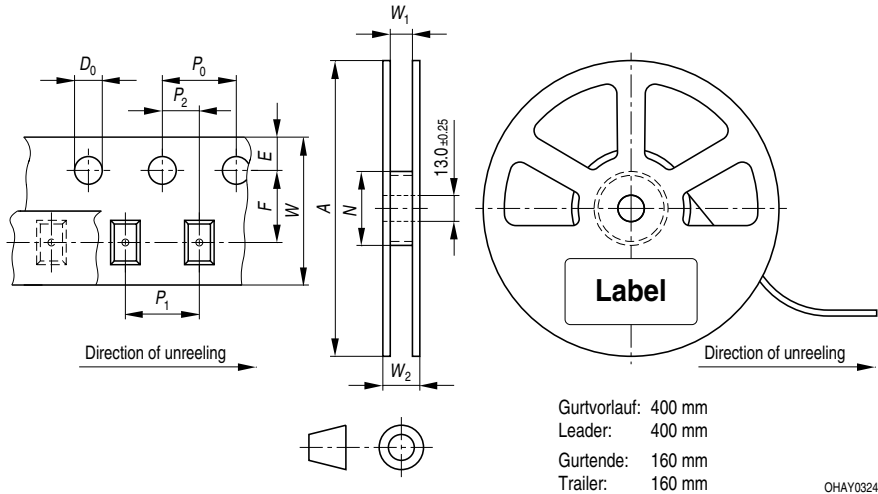 W1
D0
P0
P2
E
F
W
A
N
13.0±0.25
P1
W2
Label
Direction of unreeling
Direction of unreeling
Gurtvorlauf: 400 mm
Leader: 400 mm
Gurtende: 160 mm
Trailer: 160 mm
OHAY0324